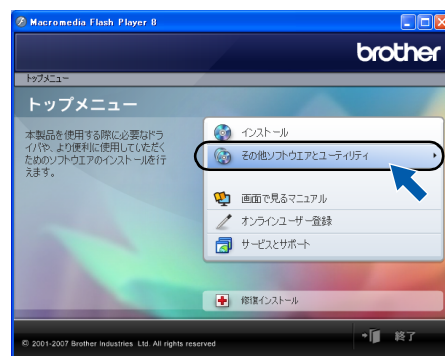 Macromedia Flash Player 8
brother
トップメニュー
トップメニュー
本製品を使用する際に必要なドラ
イバや、より便利に使用していただく
ためのソフトウエアのインストールを行
えます。
インストール
その他ソフトウエアとユーティリティ
画面で見るマニュアル
オンラインユーザー登録
サービスとサポート
修復インストール
© 2001-2007 Brother Industries Ltd. All rights reserved
終了